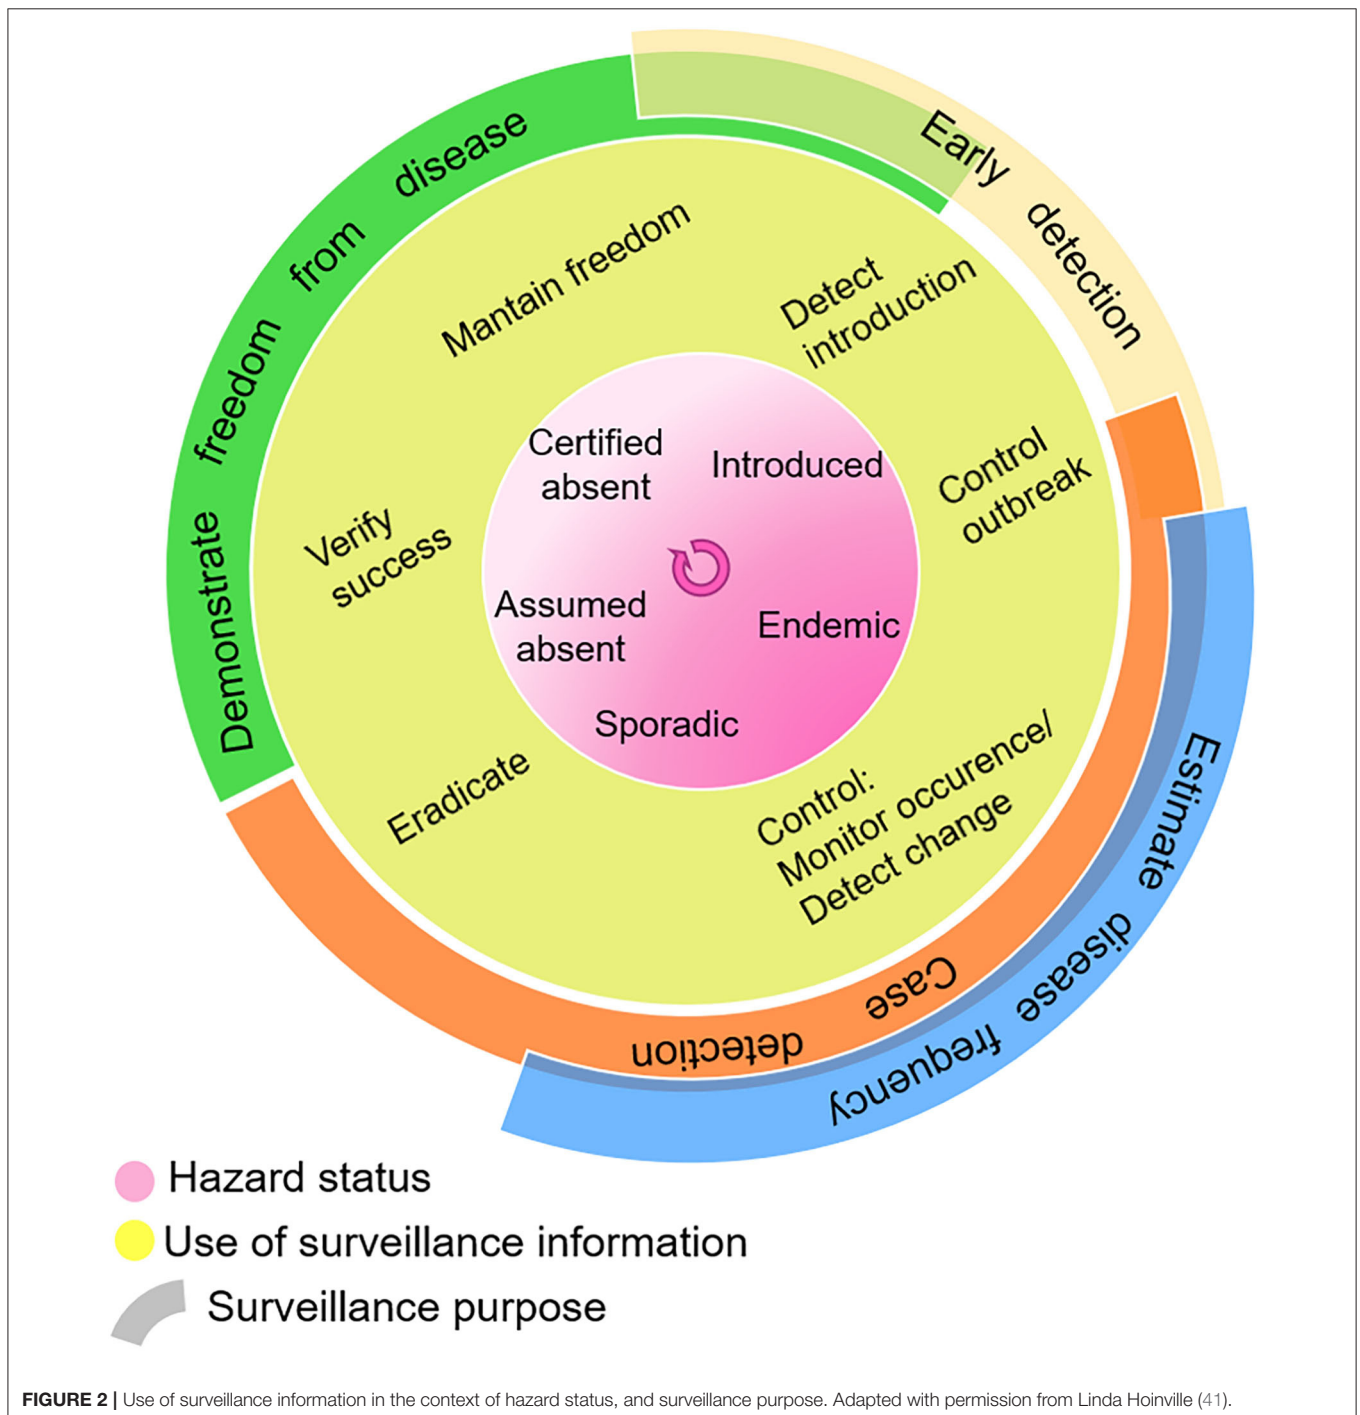 Demonstrate freedom from disease
Early detection
Mantain freedom
Detect
introduction
Control
outbreak
Verify
success
Eradicate
Control:
Monitor occurence/
Detect change
Certified
absent
Introduced
Assumed
absent
Endemic
Sporadic
Case detection
Estimate disease frequency
Hazard status
Use of surveillance information
Surveillance purpose
FIGURE 2 | Use of surveillance information in the context of hazard status, and surveillance purpose. Adapted with permission from Linda Hoinville (41).